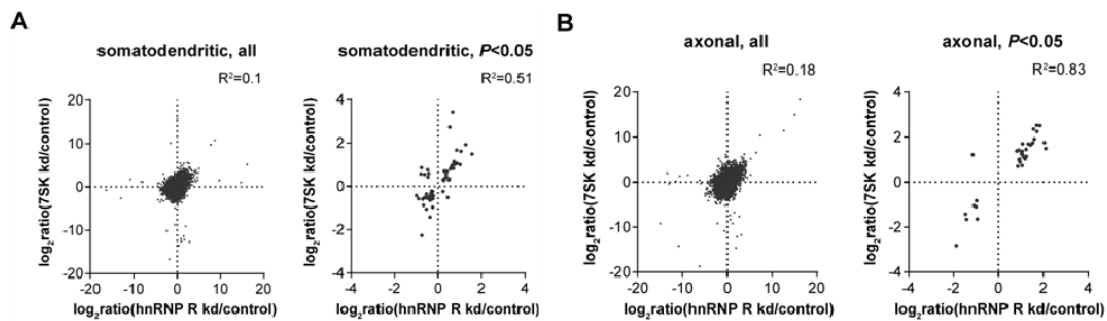 A
somatodendritic, all
R²=0.1
log₂ratio(7SK kd/control)
20
10
0
-10
-20
-20 -10 0 10 20
log₂ratio(hnRNP R kd/control)
somatodendritic, P<0.05
R²=0.51
log₂ratio(7SK kd/control)
4
2
0
-2
-4
-4 -2 0 2 4
log₂ratio(hnRNP R kd/control)
B
axonal, all
R²=0.18
log₂ratio(7SK kd/control)
20
10
0
-10
-20
-20 -10 0 10 20
log₂ratio(hnRNP R kd/control)
axonal, P<0.05
R²=0.83
log₂ratio(7SK kd/control)
4
2
0
-2
-4
-4 -2 0 2 4
log₂ratio(hnRNP R kd/control)